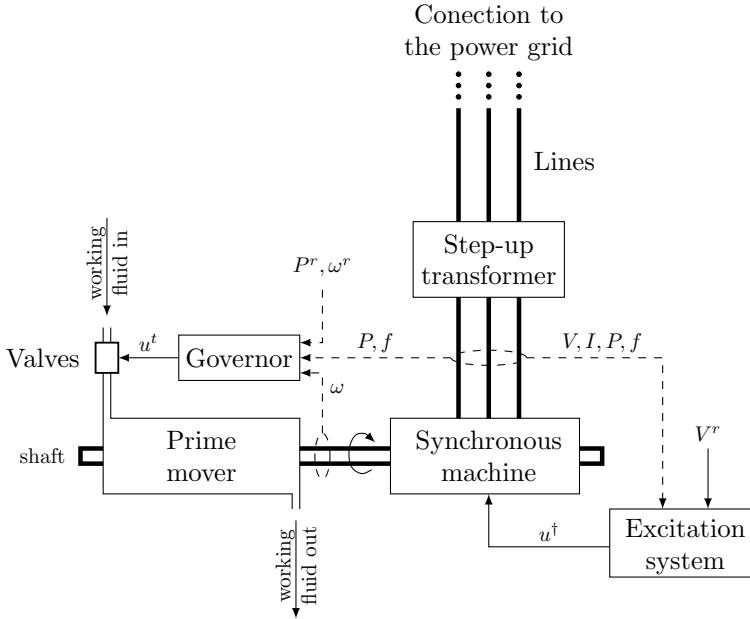 Conection to
the power grid
Lines
Step-up
transformer
working
fluid in
P^r, ω^r
Valves
u^t
Governor
P, f
V, I, P, f
ω
shaft
Prime
mover
Synchronous
machine
V^r
working
fluid out
u^†
Excitation
system